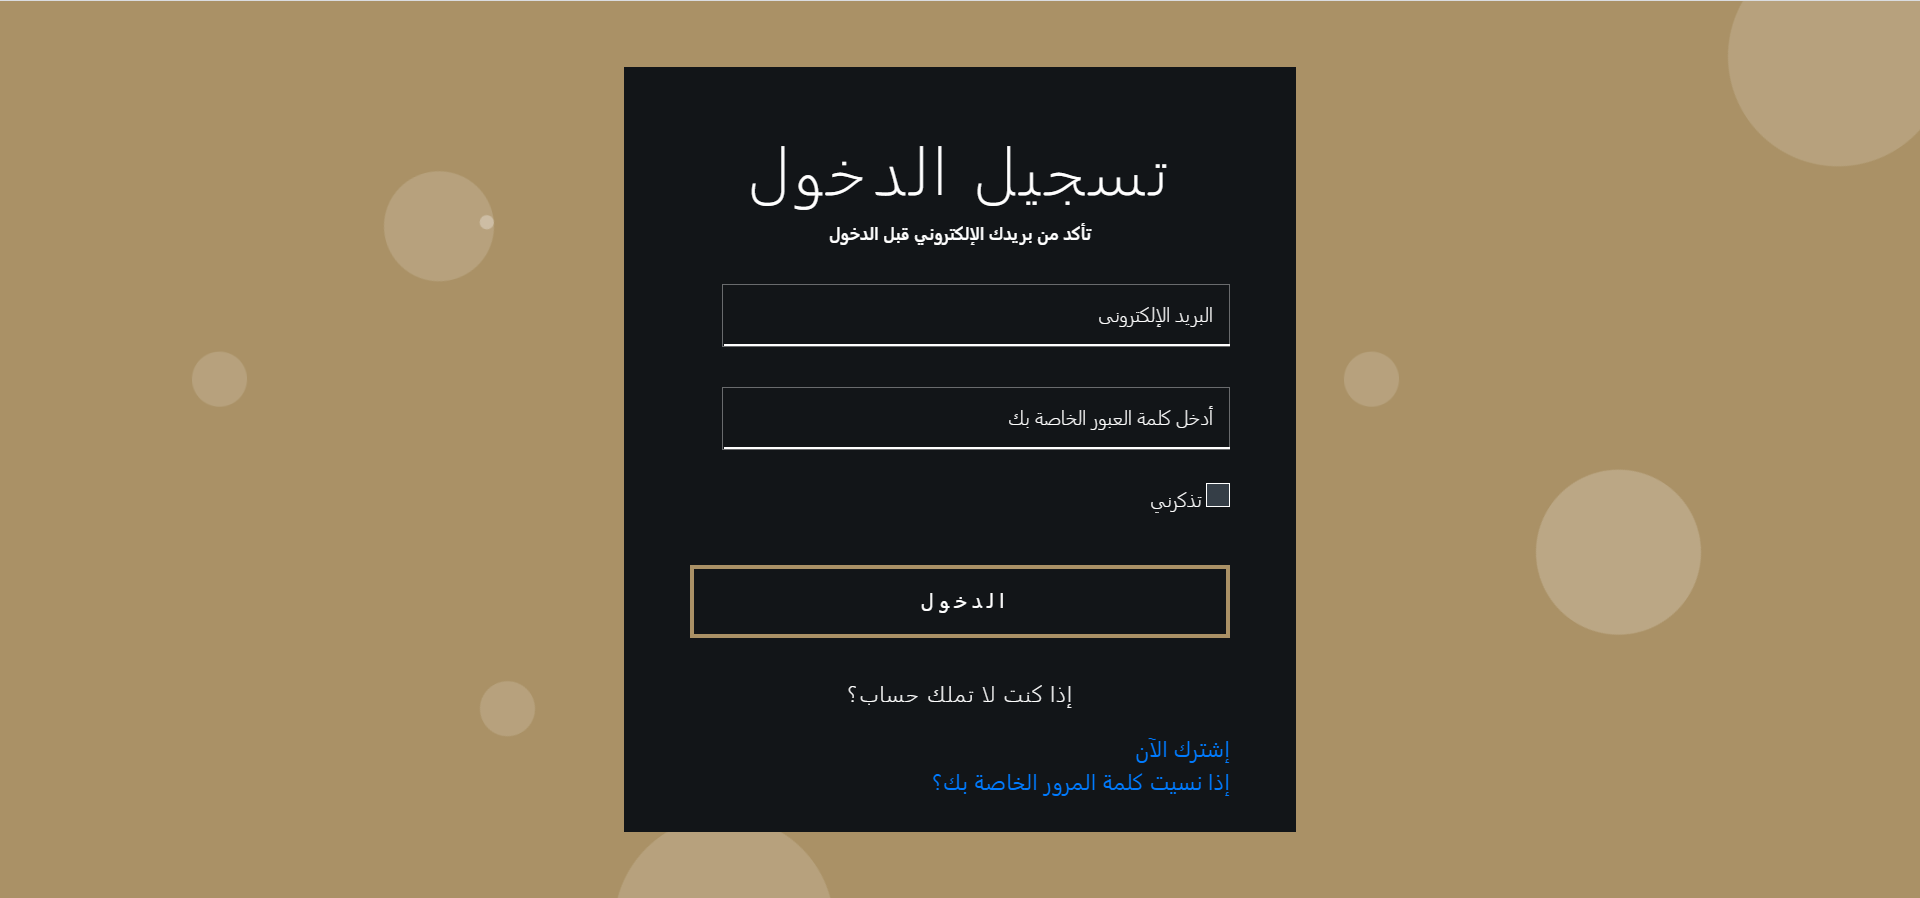 تسجيل الدخول
تأكد من بريدك الإلكتروني قبل الدخول
البريد الإلكترونى
أدخل كلمة العبور الخاصة بك
تذكرني
الدخول
إذا كنت لا تملك حساب؟
إشترك الآن
إذا نسيت كلمة المرور الخاصة بك؟